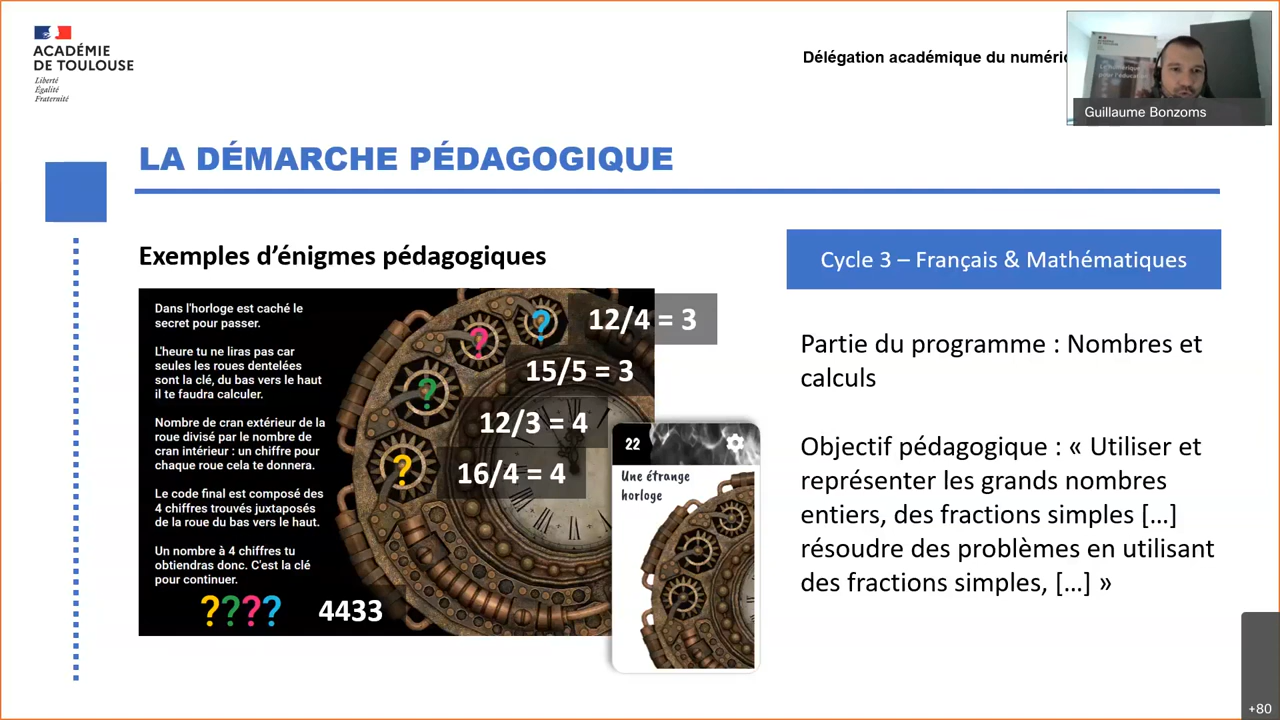 ACADÉMIE
DE TOULOUSE
Liberté
Égalité
Fraternité
Délégation académique du
Guillaume Bonzoms
LA DÉMARCHE PÉDAGOGIQUE
Exemples d'énigmes pédagogiques
Cycle 3 – Français & Mathématiques
Dans l'horloge est caché le
secret pour passer.
L'heure tu ne liras pas car
seules les roues dentelées
sont la clé, du bas vers le haut
il te faudra calculer.
Nombre de cran extérieur de la
roue divisé par le nombre de
cran intérieur : un chiffre pour
chaque roue cela te donnera.
Le code final est composé des
4 chiffres trouvés juxtaposés
de la roue du bas vers le haut.
Un nombre à 4 chiffres tu
obtiendras donc. C'est la clé
pour continuer.
???? 4433
?
?
?
?
12/4 = 3
15/5 = 3
12/3 = 4
16/4 = 4
22
Une étrange
horloge
Partie du programme : Nombres et
calculs
Objectif pédagogique : « Utiliser et
représenter les grands nombres
entiers, des fractions simples […]
résoudre des problèmes en utilisant
des fractions simples, […] »
+80